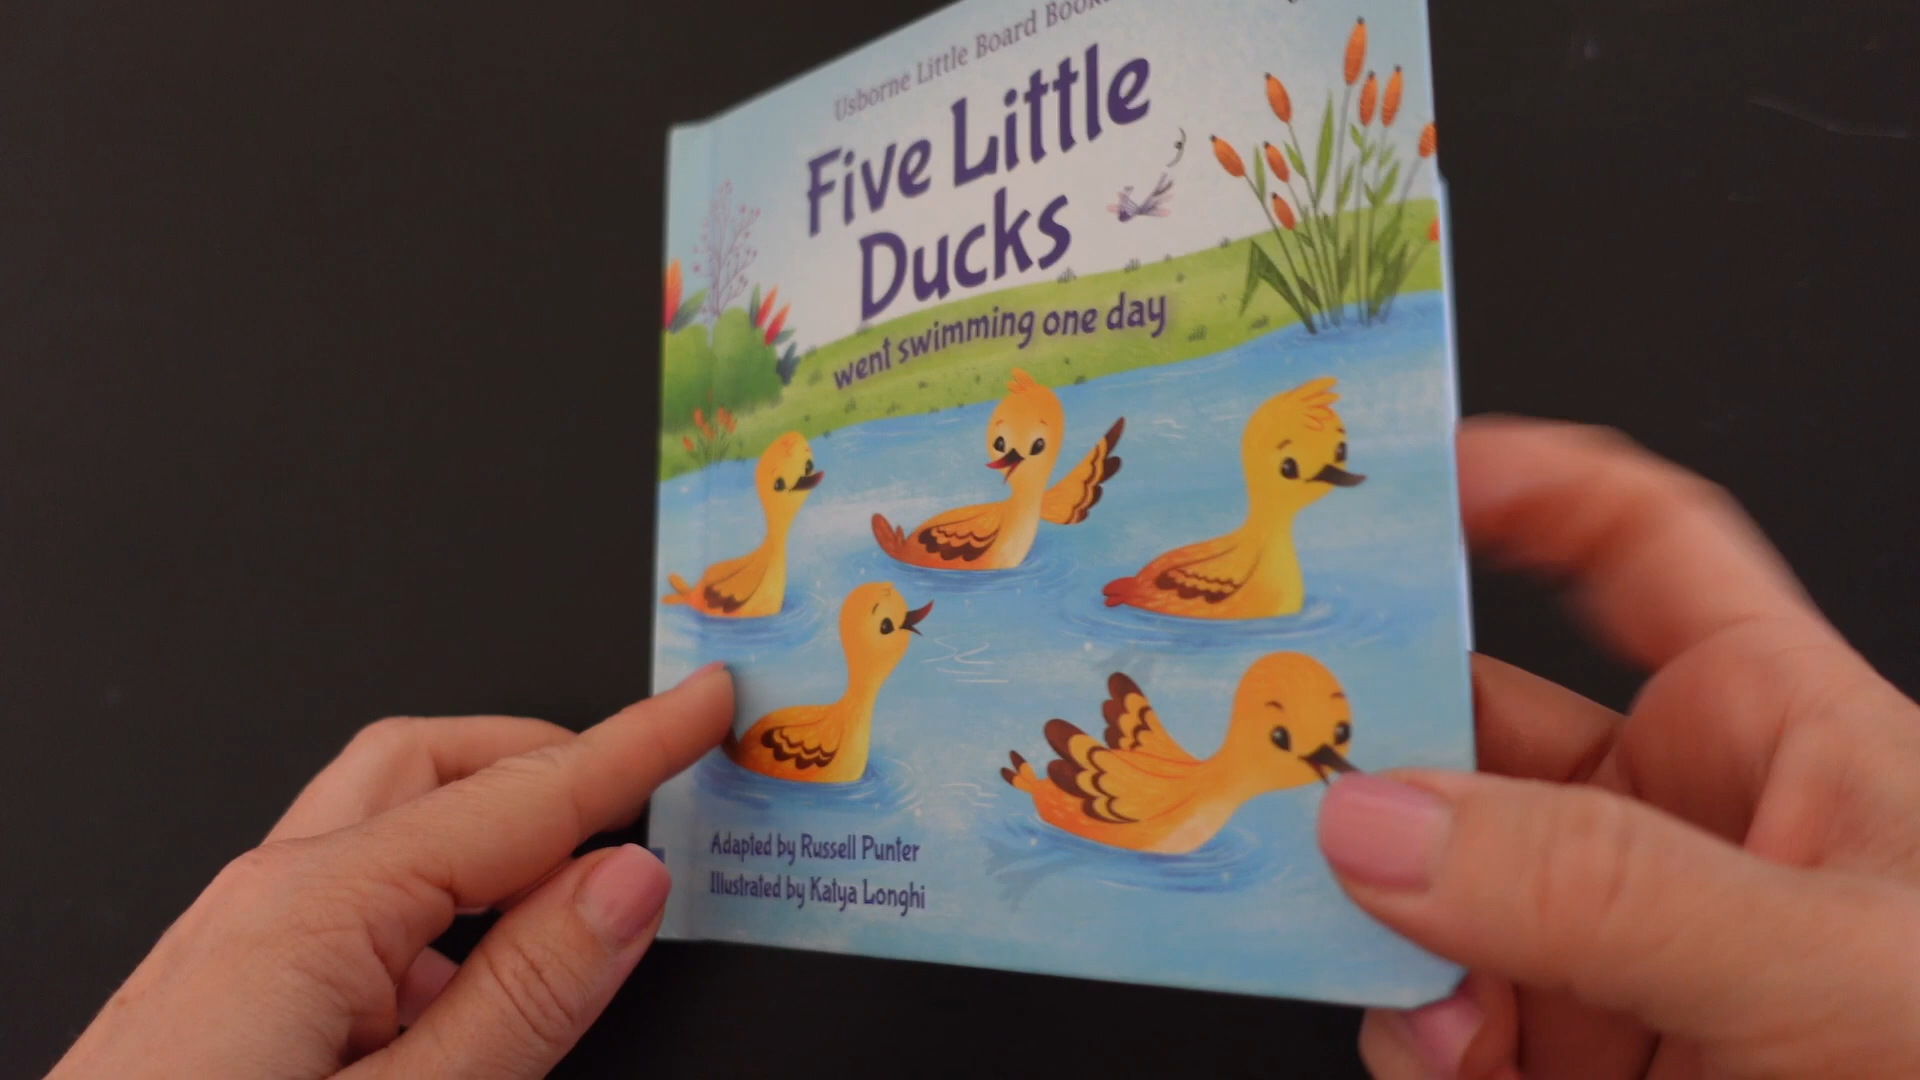 Usborne Little Board Books
Five Little
Ducks
went swimming one day
Adapted by Russell Punter
Illustrated by Katya Longhi